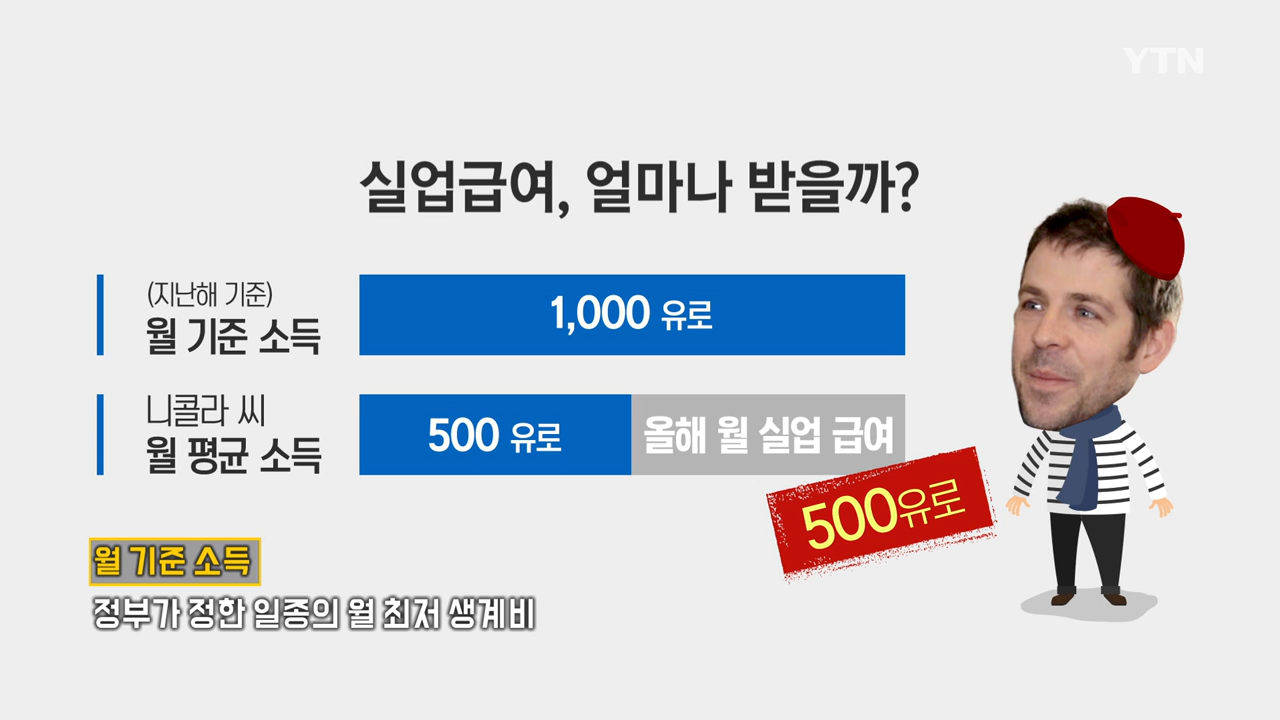 YTN
실업급여, 얼마나 받을까?
(지난해 기준)
월 기준 소득
1,000 유로
니콜라 씨
월 평균 소득
500 유로
올해 월 실업 급여
500유로
월 기준 소득
정부가 정한 일종의 월 최저 생계비